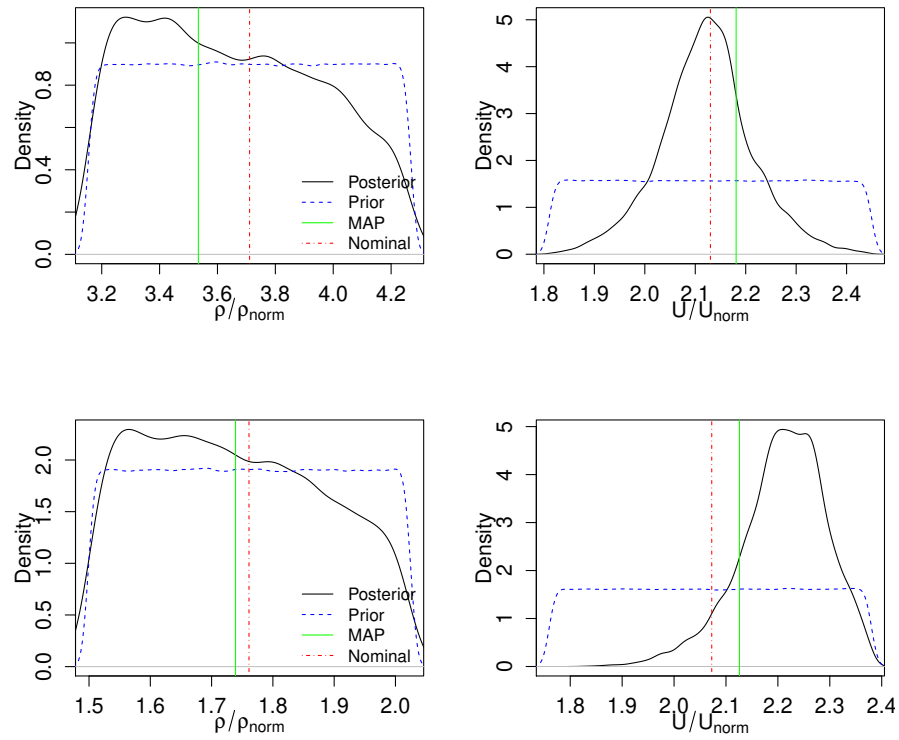 Density
0.0 0.4 0.8
3.2 3.4 3.6 3.8 4.0 4.2
ρ/ρnorm
Posterior
Prior
MAP
Nominal
Density
0 1 2 3 4 5
1.8 1.9 2.0 2.1 2.2 2.3 2.4
U/Unorm
Density
0.0 0.5 1.0 1.5 2.0
1.5 1.6 1.7 1.8 1.9 2.0
ρ/ρnorm
Posterior
Prior
MAP
Nominal
Density
0 1 2 3 4 5
1.8 1.9 2.0 2.1 2.2 2.3 2.4
U/Unorm